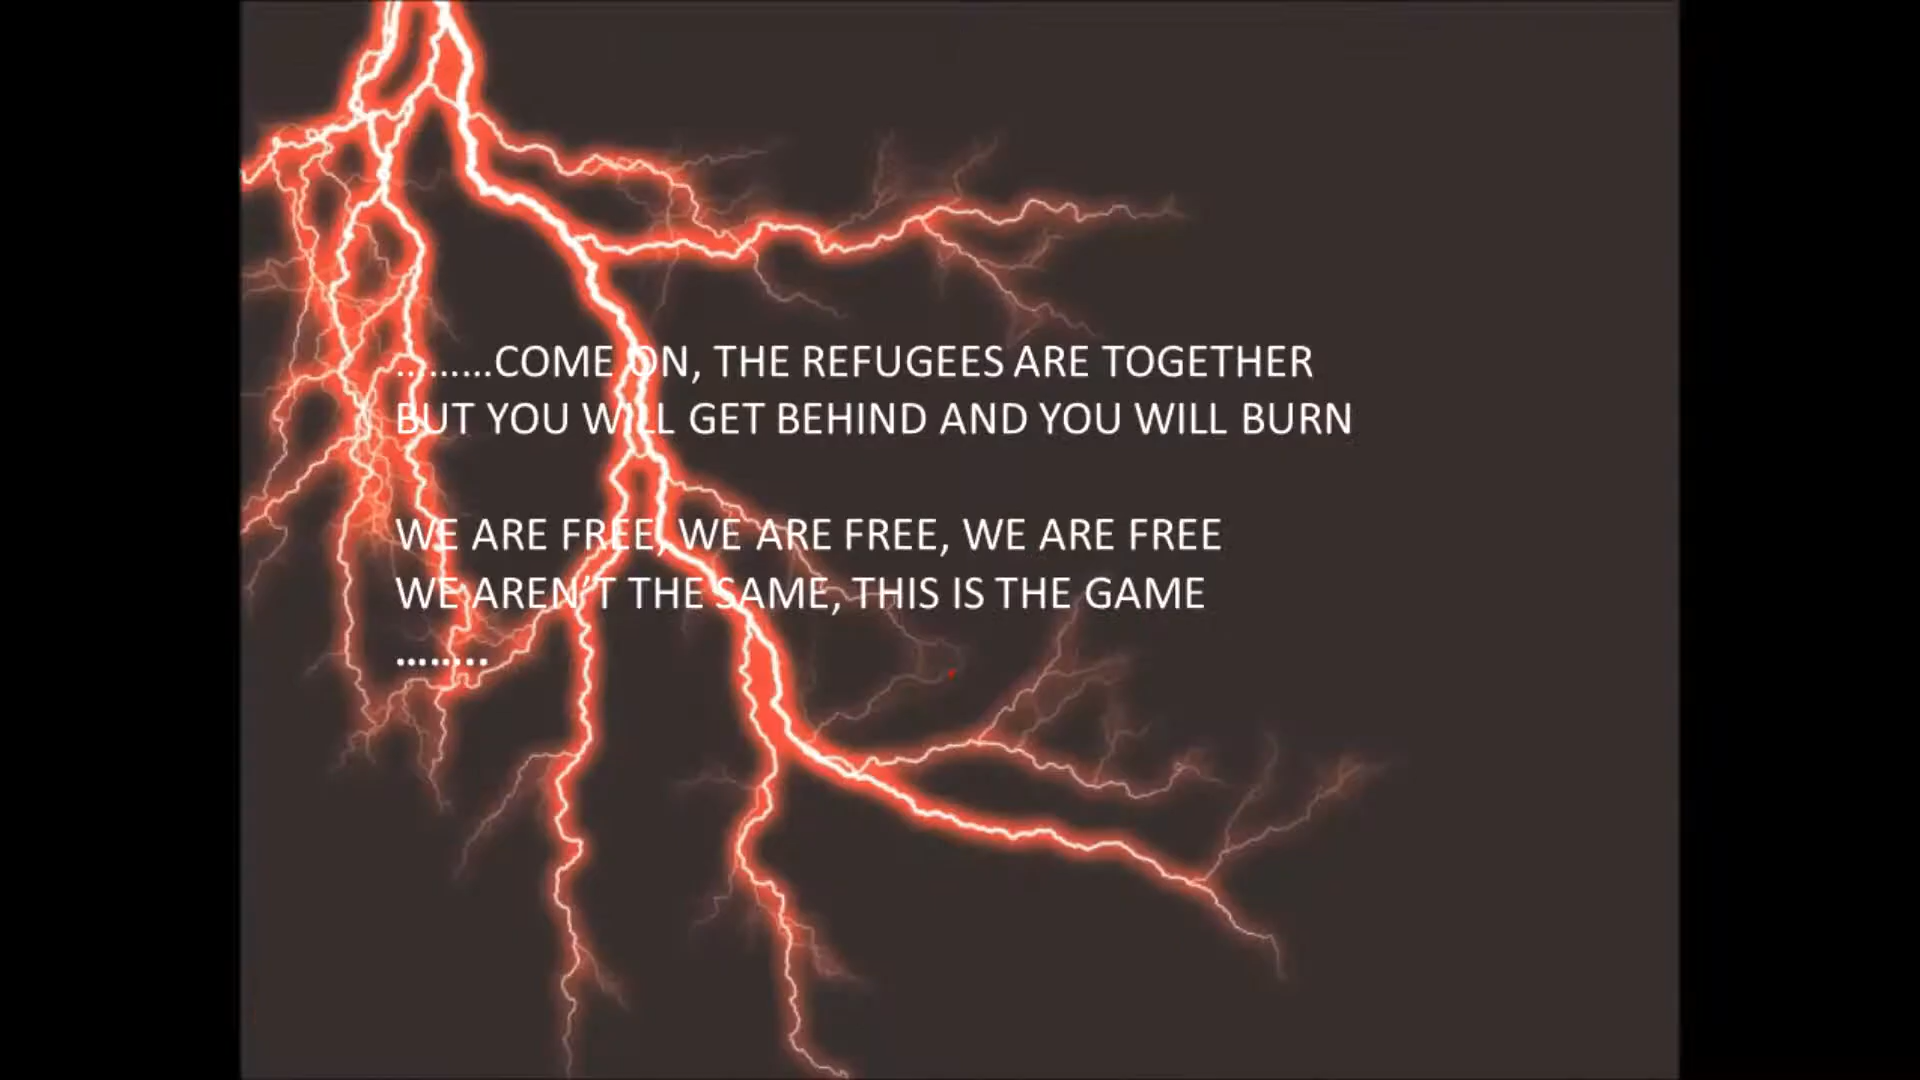 ………COME ON, THE REFUGEES ARE TOGETHER
BUT YOU WILL GET BEHIND AND YOU WILL BURN
WE ARE FREE, WE ARE FREE, WE ARE FREE
WE AREN’T THE SAME, THIS IS THE GAME
……...